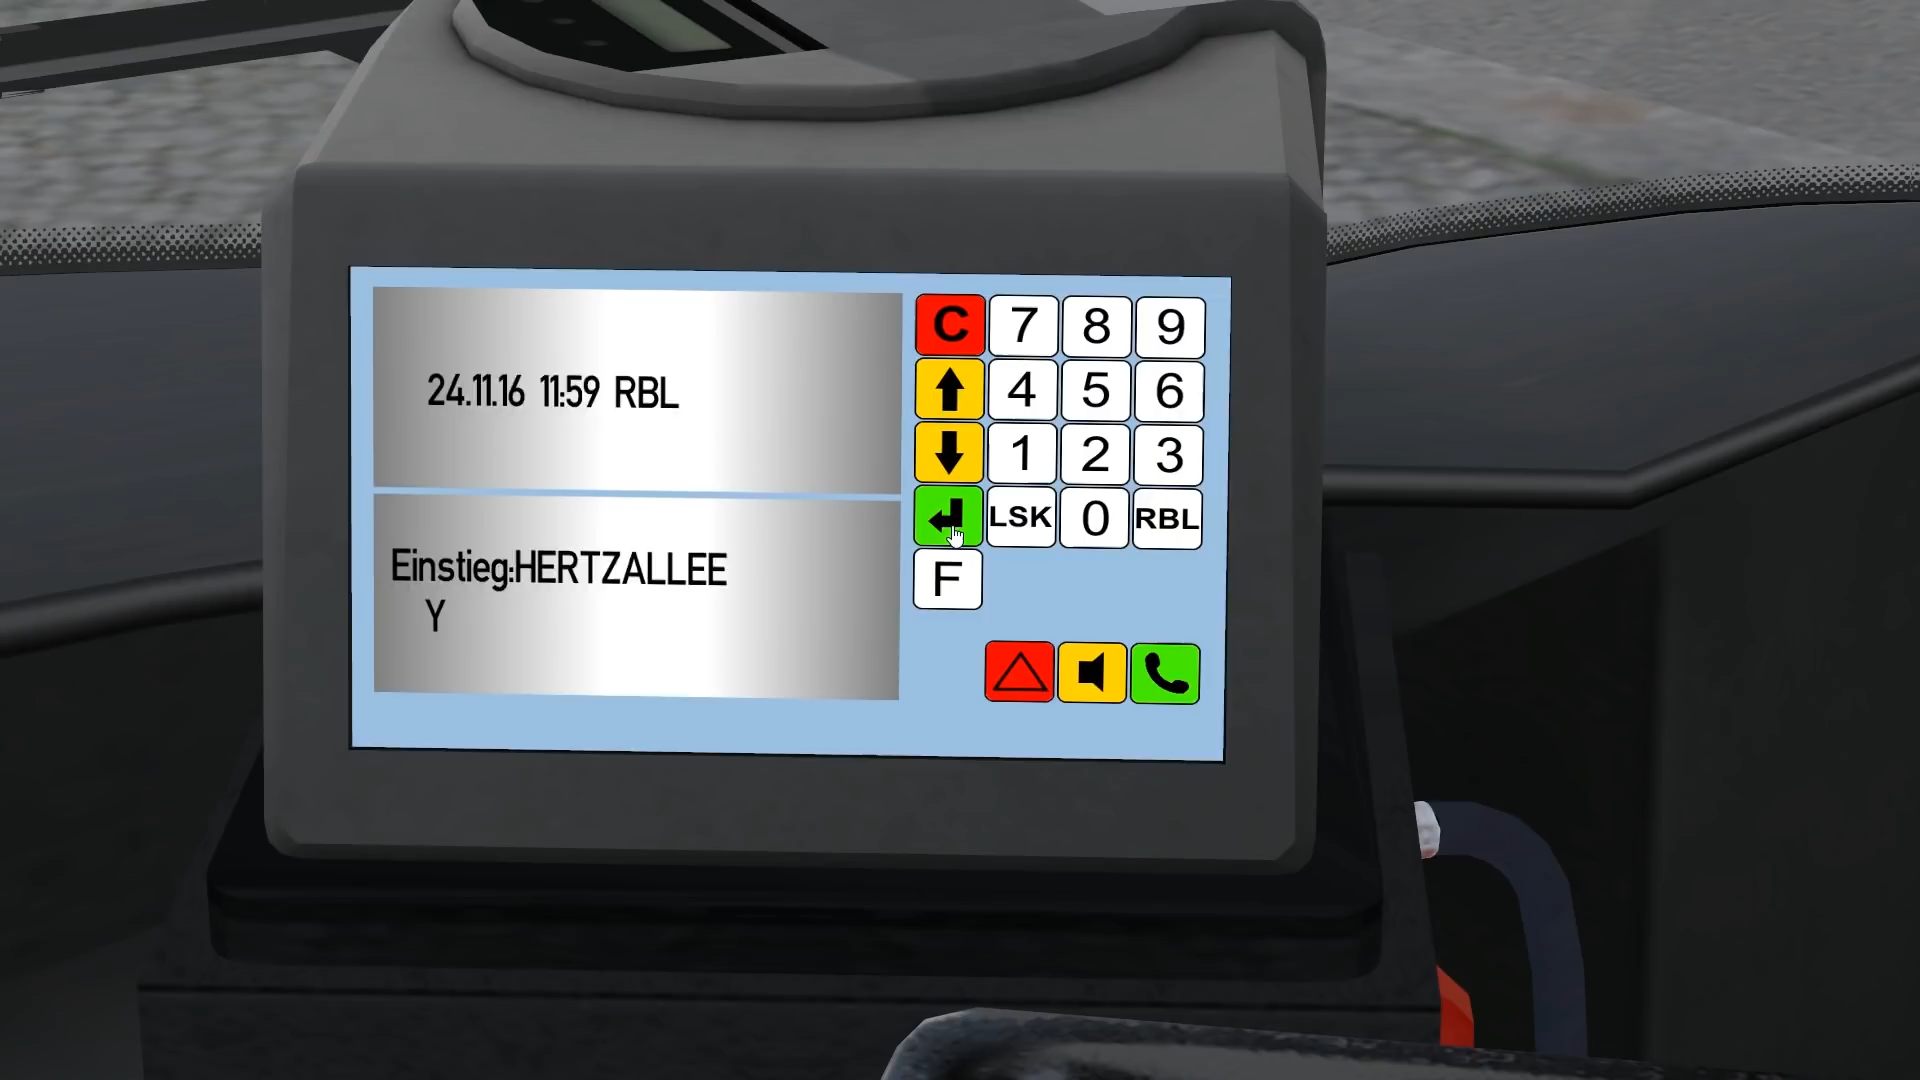 24.11.16 11:59 RBL
Einstieg:HERTZALLEE
Y
C 7 8 9
4 5 6
1 2 3
LSK 0 RBL
F